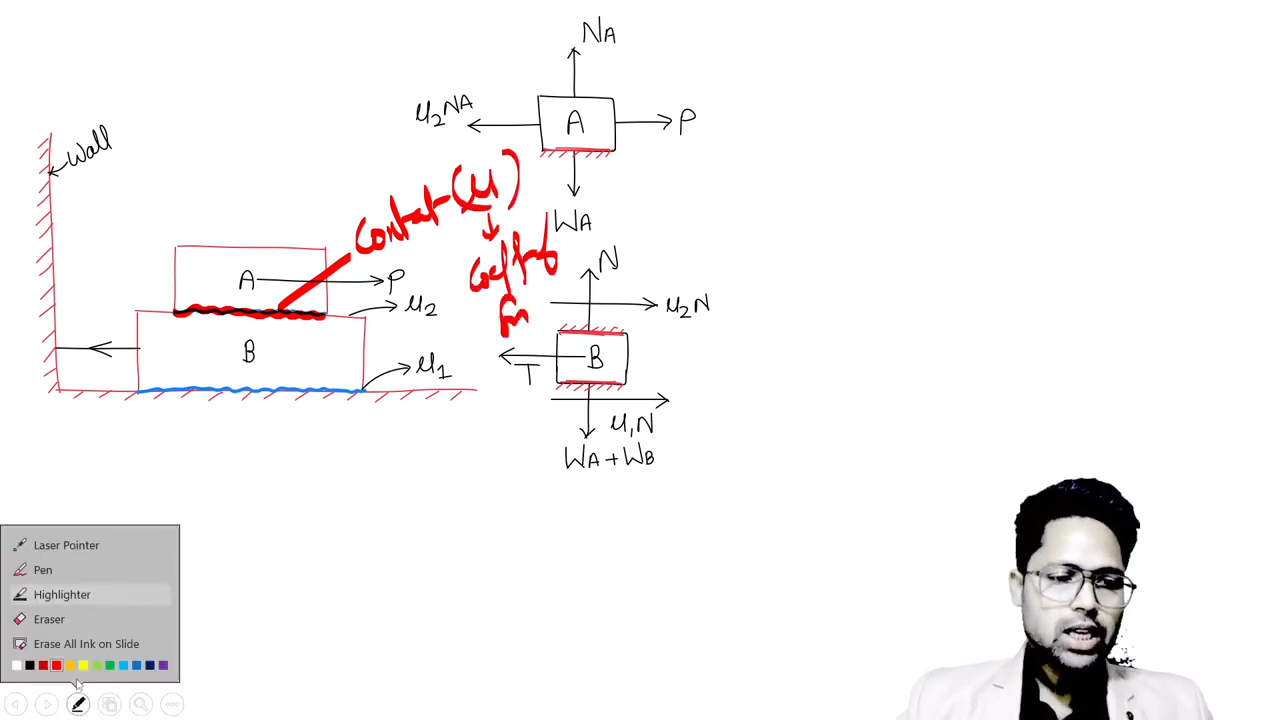 NA
μ2NA
A
P
Wall
Contat (μ)
WA
N
A
P
μ2
μ2N
B
B
T
μ1
μ1N
WA + WB
Laser Pointer
Pen
Highlighter
Eraser
Erase All Ink on Slide